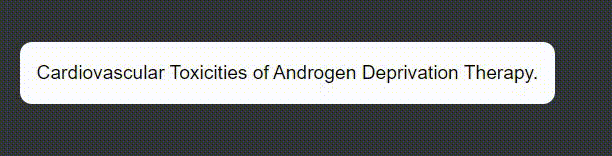 Cardiovascular Toxicities of Androgen Deprivation Therapy.